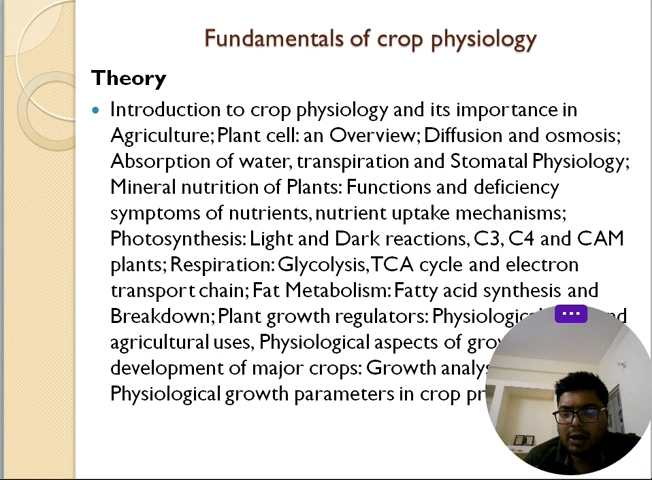 Fundamentals of crop physiology
Theory
Introduction to crop physiology and its importance in
Agriculture; Plant cell: an Overview; Diffusion and osmosis;
Absorption of water, transpiration and Stomatal Physiology;
Mineral nutrition of Plants: Functions and deficiency
symptoms of nutrients, nutrient uptake mechanisms;
Photosynthesis: Light and Dark reactions, C3, C4 and CAM
plants; Respiration: Glycolysis, TCA cycle and electron
transport chain; Fat Metabolism: Fatty acid synthesis and
Breakdown; Plant growth regulators:
agricultural uses, Physiological aspects of
development of major crops: Growth
Physiological growth parameters in crop